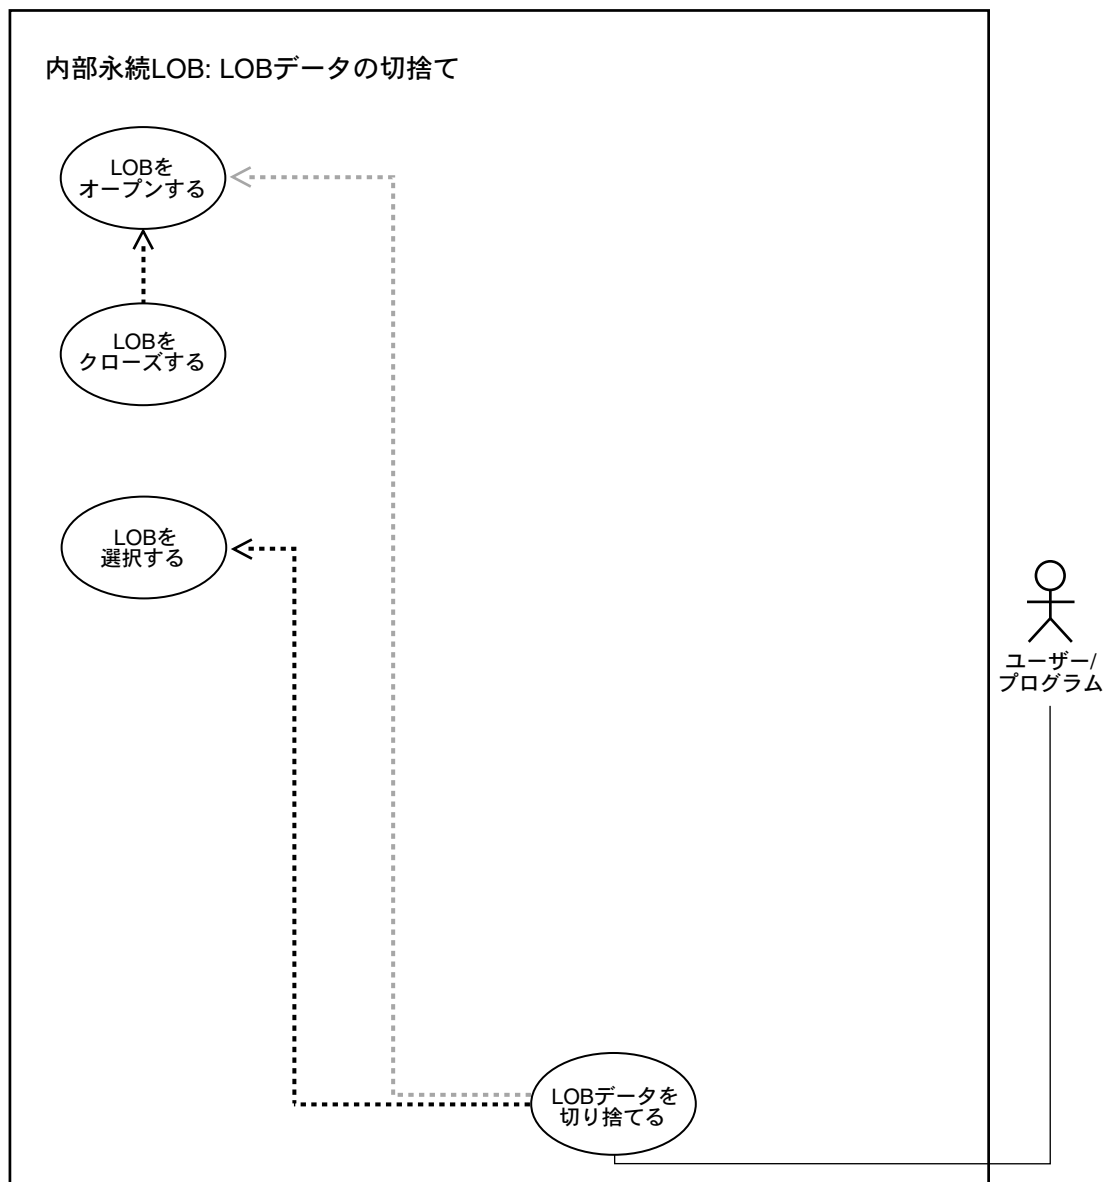 内部永続LOB: LOBデータの切捨て
LOBを
オープンする
LOBを
クローズする
LOBを
選択する
ユーザー/
プログラム
LOBデータを
切り捨てる